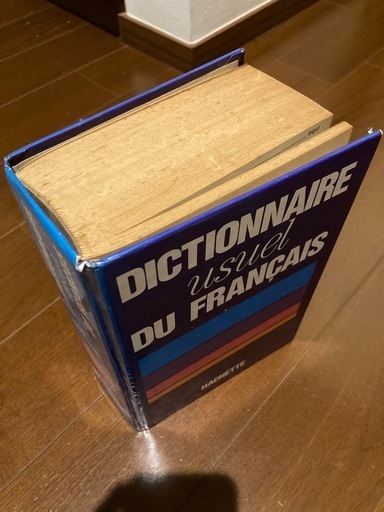 DICTIONNAIRE
usuel
DU FRANÇAIS
HACHETTE